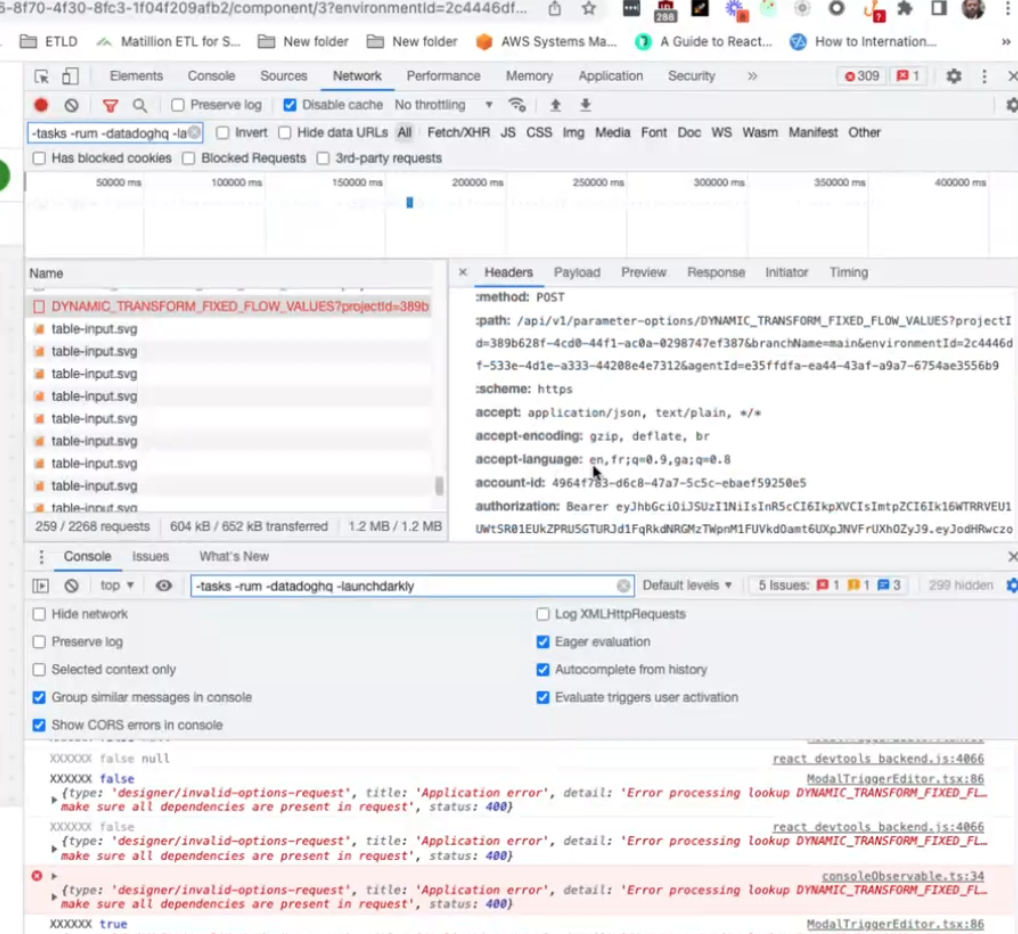 6-8f70-4f30-8fc3-1f04f209afb2/component/3?environmentId=2c4446df...
286
?
ETLD
Matillion ETL for S...
New folder
New folder
AWS Systems Ma...
A Guide to React...
How to Internation...
»
Elements Console Sources Network Performance Memory Application Security » 309 1
Preserve log Disable cache No throttling
-tasks -rum -datadoghq -la Invert Hide data URLs All Fetch/XHR JS CSS Img Media Font Doc WS Wasm Manifest Other
Has blocked cookies Blocked Requests 3rd-party requests
50000 ms 100000 ms 150000 ms 200000 ms 250000 ms 300000 ms 350000 ms 400000 ms
Name
× Headers Payload Preview Response Initiator Timing
DYNAMIC_TRANSFORM_FIXED_FLOW_VALUES?projectId=389b
table-input.svg
table-input.svg
table-input.svg
table-input.svg
table-input.svg
table-input.svg
table-input.svg
table-input.svg
table-input.svg
259 / 2268 requests 604 kB / 652 kB transferred 1.2 MB / 1.2 MB
:method: POST
:path: /api/v1/parameter-options/DYNAMIC_TRANSFORM_FIXED_FLOW_VALUES?projectI
d=389b628f-4cd0-44f1-ac0a-0298747ef387&branchName=main&environmentId=2c4446d
f-533e-4d1e-a333-44208e4e7312&agentId=e35ffdfa-ea44-43af-a9a7-6754ae3556b9
:scheme: https
accept: application/json, text/plain, */*
accept-encoding: gzip, deflate, br
accept-language: en,fr;q=0.9,ga;q=0.8
account-id: 4964f783-d6c8-47a7-5c5c-ebaef59250e5
authorization: Bearer
Console Issues What's New
top -tasks -rum -datadoghq -launchdarkly Default levels 5 Issues: 1 1 3 299 hidden
Hide network Log XMLHttpRequests
Preserve log Eager evaluation
Selected context only Autocomplete from history
Group similar messages in console Evaluate triggers user activation
Show CORS errors in console
XXXXXX false null react_devtools_backend.js:4066
XXXXXX false ModalTriggerEditor.tsx:86
{type: 'designer/invalid-options-request', title: 'Application error', detail: 'Error processing lookup DYNAMIC_TRANSFORM_FIXED_FL…
make sure all dependencies are present in request', status: 400}
XXXXXX false react_devtools_backend.js:4066
{type: 'designer/invalid-options-request', title: 'Application error', detail: 'Error processing lookup DYNAMIC_TRANSFORM_FIXED_FL…
make sure all dependencies are present in request', status: 400}
consoleObservable.ts:34
{type: 'designer/invalid-options-request', title: 'Application error', detail: 'Error processing lookup DYNAMIC_TRANSFORM_FIXED_FL…
make sure all dependencies are present in request', status: 400}
XXXXXX true ModalTriggerEditor.tsx:86